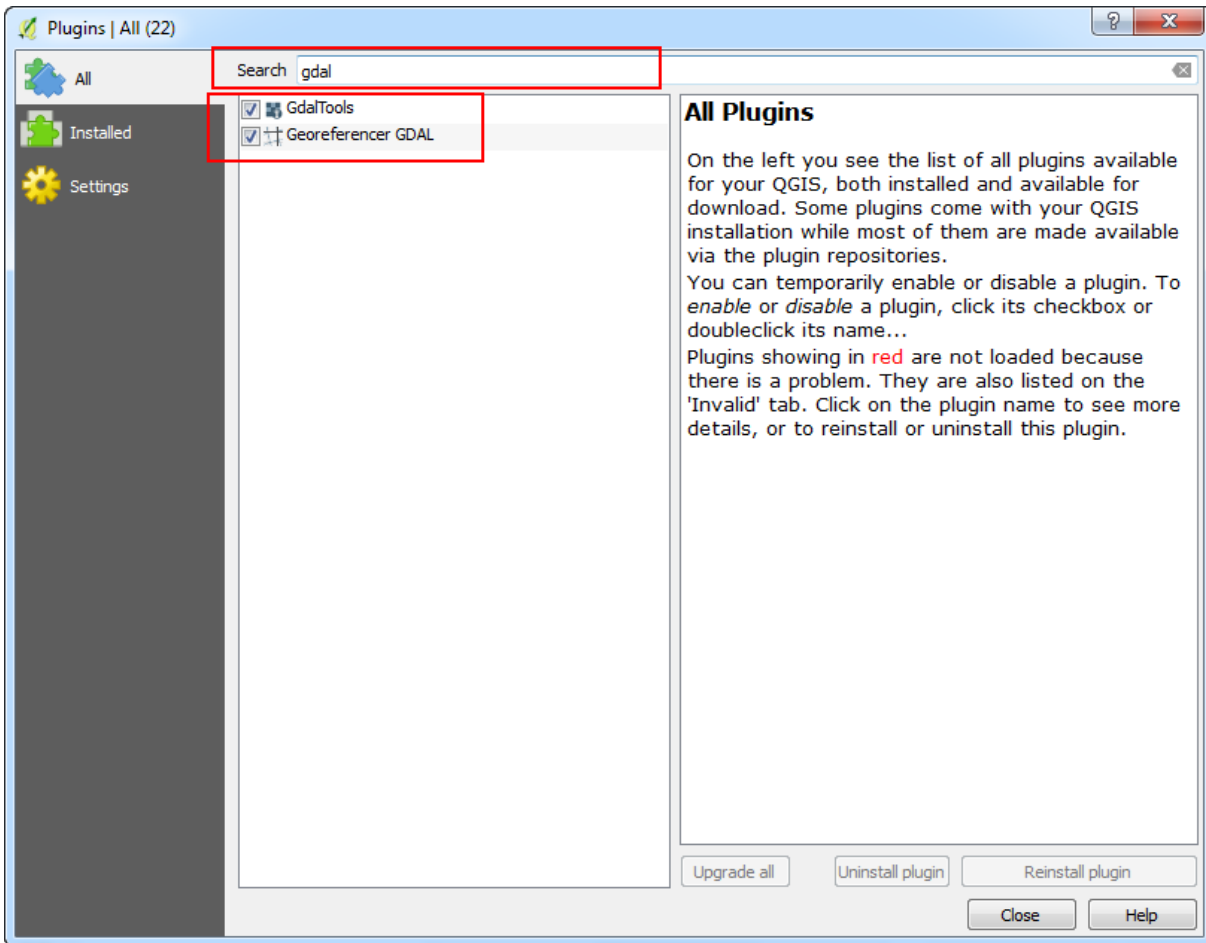 Plugins | All (22)
All
Installed
Settings
Search gdal
GdalTools
Georeferencer GDAL
All Plugins
On the left you see the list of all plugins available
for your QGIS, both installed and available for
download. Some plugins come with your QGIS
installation while most of them are made available
via the plugin repositories.
You can temporarily enable or disable a plugin. To
enable or disable a plugin, click its checkbox or
doubleclick its name...
Plugins showing in red are not loaded because
there is a problem. They are also listed on the
'Invalid' tab. Click on the plugin name to see more
details, or to reinstall or uninstall this plugin.
Upgrade all
Uninstall plugin
Reinstall plugin
Close
Help